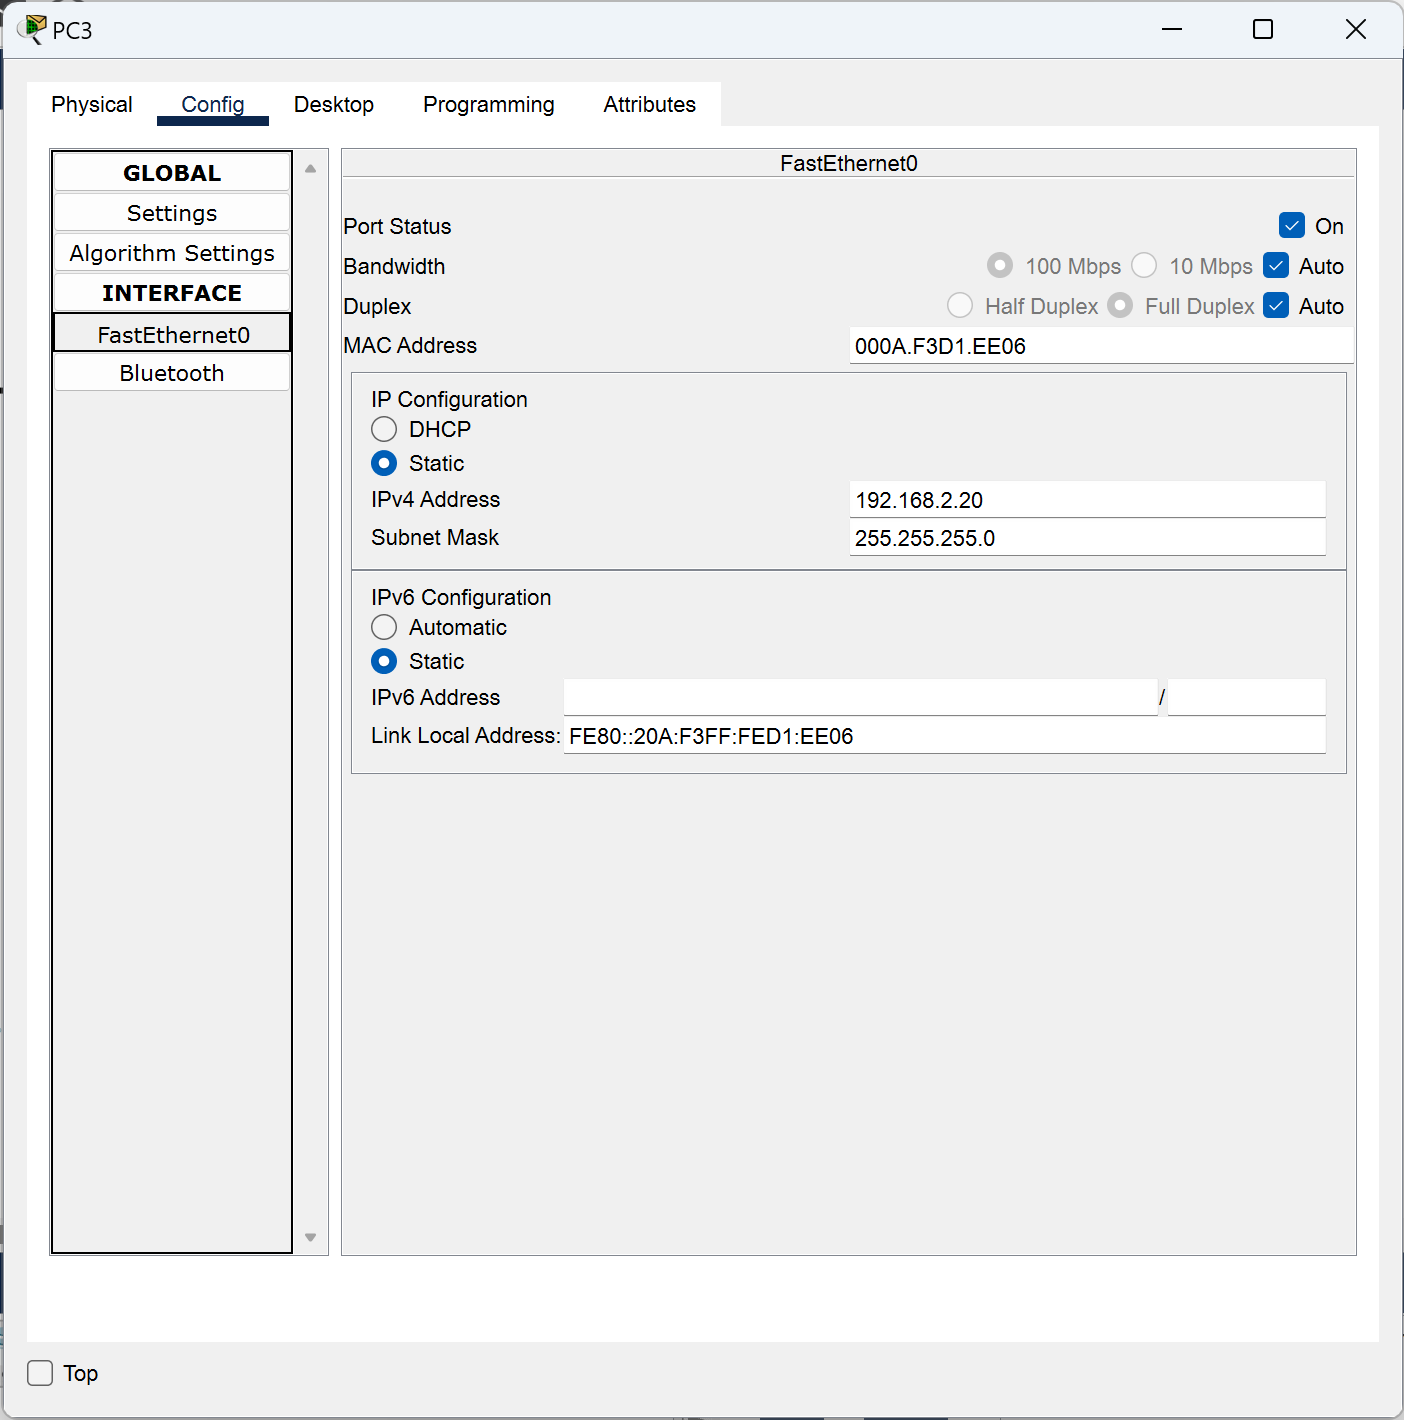 PC3
Physical Config Desktop Programming Attributes
GLOBAL
Settings
Algorithm Settings
INTERFACE
FastEthernet0
Bluetooth
FastEthernet0
Port Status On
Bandwidth 100 Mbps 10 Mbps Auto
Duplex Half Duplex Full Duplex Auto
MAC Address 000A.F3D1.EE06
IP Configuration
DHCP
Static
IPv4 Address 192.168.2.20
Subnet Mask 255.255.255.0
IPv6 Configuration
Automatic
Static
IPv6 Address /
Link Local Address: FE80::20A:F3FF:FED1:EE06
Top